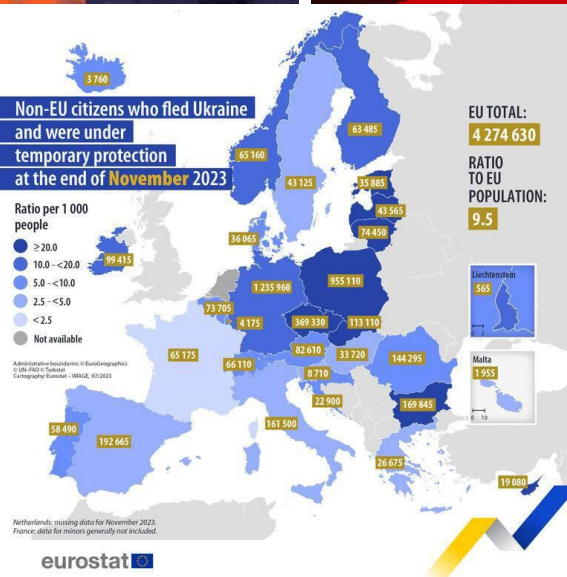 3 760
Non-EU citizens who fled Ukraine
and were under
temporary protection
at the end of November 2023
EU TOTAL:
4 274 630
RATIO
TO EU
POPULATION:
9.5
Ratio per 1 000
people
≥ 20.0
10.0 - <20.0
5.0 - <10.0
2.5 - <5.0
< 2.5
Not available
Administrative boundaries: © EuroGeographics
© UN–FAO © Turkstat
Cartography: Eurostat – IMAGE, 07/2023
63 485
65 160
43 125
35 885
43 565
74 450
36 065
99 415
955 110
1 235 960
73 705
4 175
369 330
113 110
65 175
66 110
82 610
33 720
144 295
8 710
22 900
169 845
58 490
192 665
161 500
26 675
19 080
Liechtenstein
565
Malta
1 955
0 10
Netherlands: missing data for November 2023.
France: data for minors generally not included.
eurostat